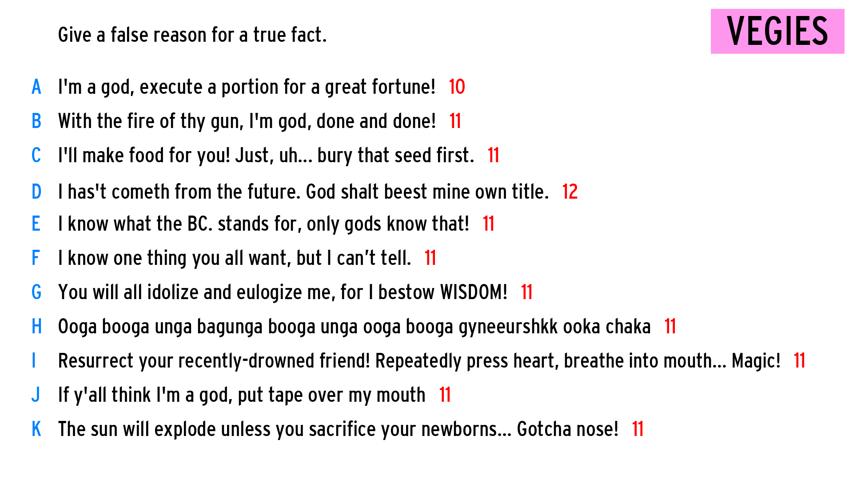 Give a false reason for a true fact.
VEGIES
A I'm a god, execute a portion for a great fortune! 10
B With the fire of thy gun, I'm god, done and done! 11
C I'll make food for you! Just, uh... bury that seed first. 11
D I has't cometh from the future. God shalt beest mine own title. 12
E I know what the BC. stands for, only gods know that! 11
F I know one thing you all want, but I can’t tell. 11
G You will all idolize and eulogize me, for I bestow WISDOM! 11
H Ooga booga unga bagunga booga unga ooga booga gyneeurshkk ooka chaka 11
I Resurrect your recently-drowned friend! Repeatedly press heart, breathe into mouth... Magic! 11
J If y'all think I'm a god, put tape over my mouth 11
K The sun will explode unless you sacrifice your newborns... Gotcha nose! 11